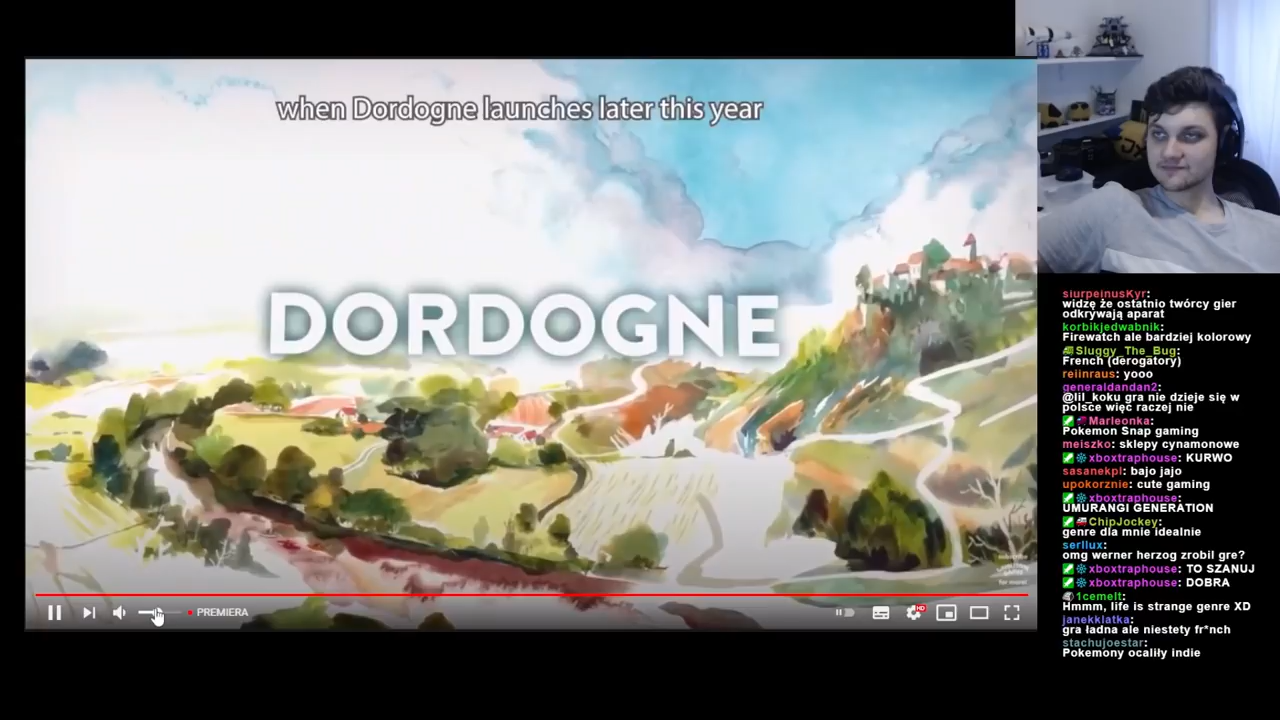 when Dordogne launches later this year
DORDOGNE
PREMIERA
HD
siurpeinusKyr:
widzę że ostatnio twórcy gier
odkrywają aparat
korbikjedwabnik:
Firewatch ale bardziej kolorowy
Sluggy_The_Bug:
French (derogatory)
reiinraus: yooo
generaldandan2:
@lil_koku gra nie dzieje się w
polsce więc raczej nie
Marleonka:
Pokemon Snap gaming
meiszko: sklepy cynamonowe
xboxtraphouse: KURWO
sasanekpl: bajo jajo
upokorznie: cute gaming
xboxtraphouse:
UMURANGI GENERATION
ChipJockey:
genre dla mnie idealnie
serllux:
omg werner herzog zrobil gre?
xboxtraphouse: TO SZANUJ
xboxtraphouse: DOBRA
1cemelt:
Hmmm, life is strange genre XD
janekklatka:
gra ładna ale niestety fr*nch
stachujoestar:
Pokemony ocaliły indie